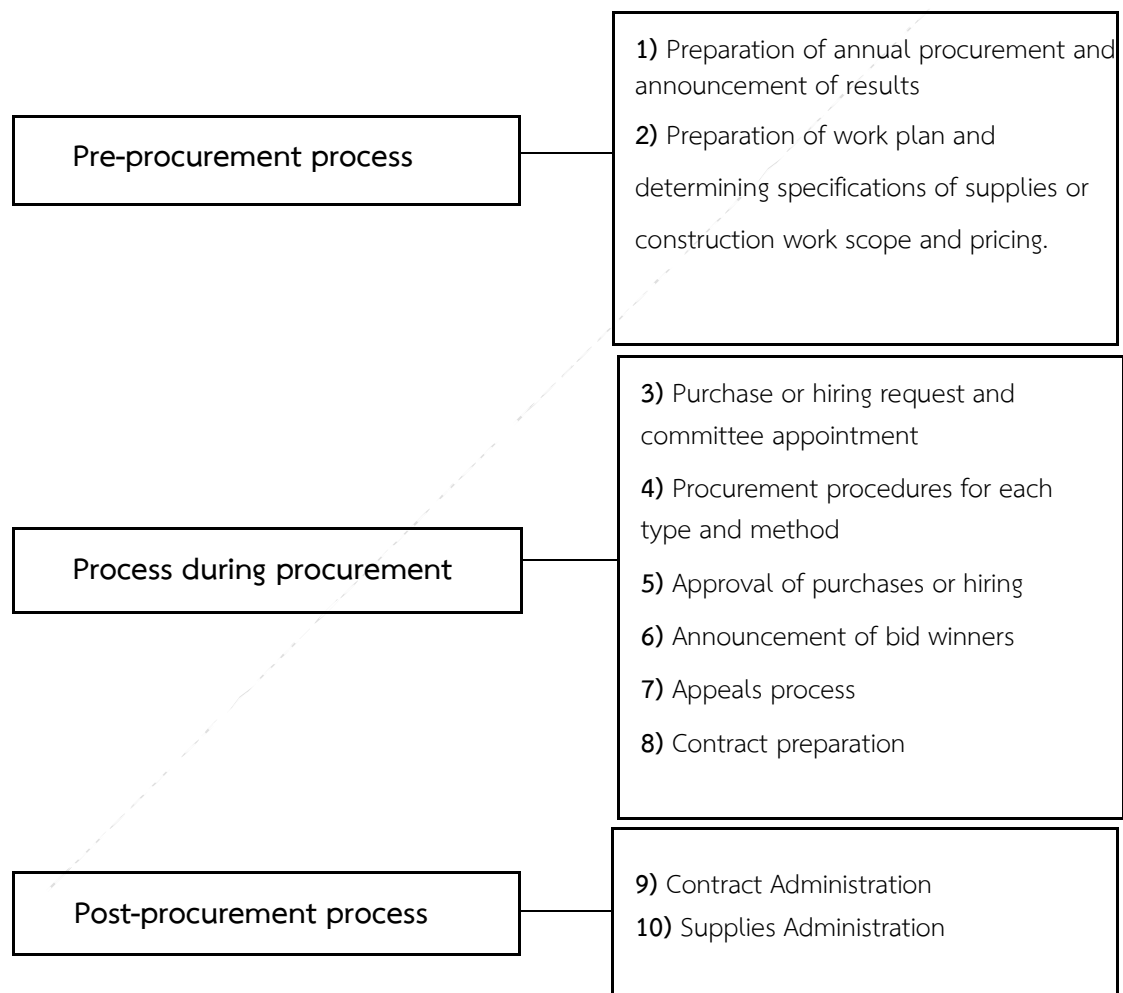 Pre-procurement process
1) Preparation of annual procurement and
announcement of results
2) Preparation of work plan and
determining specifications of supplies or
construction work scope and pricing.
Process during procurement
3) Purchase or hiring request and
committee appointment
4) Procurement procedures for each
type and method
5) Approval of purchases or hiring
6) Announcement of bid winners
7) Appeals process
8) Contract preparation
Post-procurement process
9) Contract Administration
10) Supplies Administration